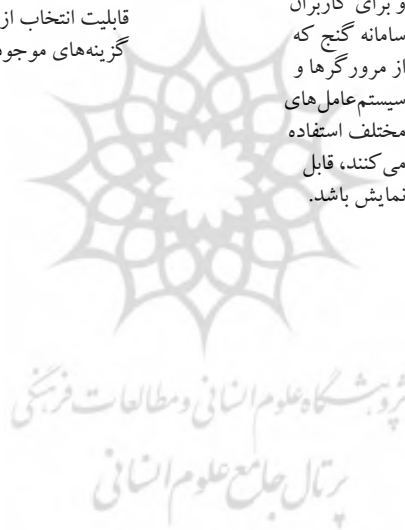 و برای کاربران
سامانه گنج که
از مرورگرها و
سیستم‌عامل‌های
مختلف استفاده
می‌کنند، قابل
نمایش باشد.
قابلیت انتخاب از
گزینه‌های موجود
پژوهشگاه علوم انسانی و مطالعات فرهنگی
پرتال جامع علوم انسانی